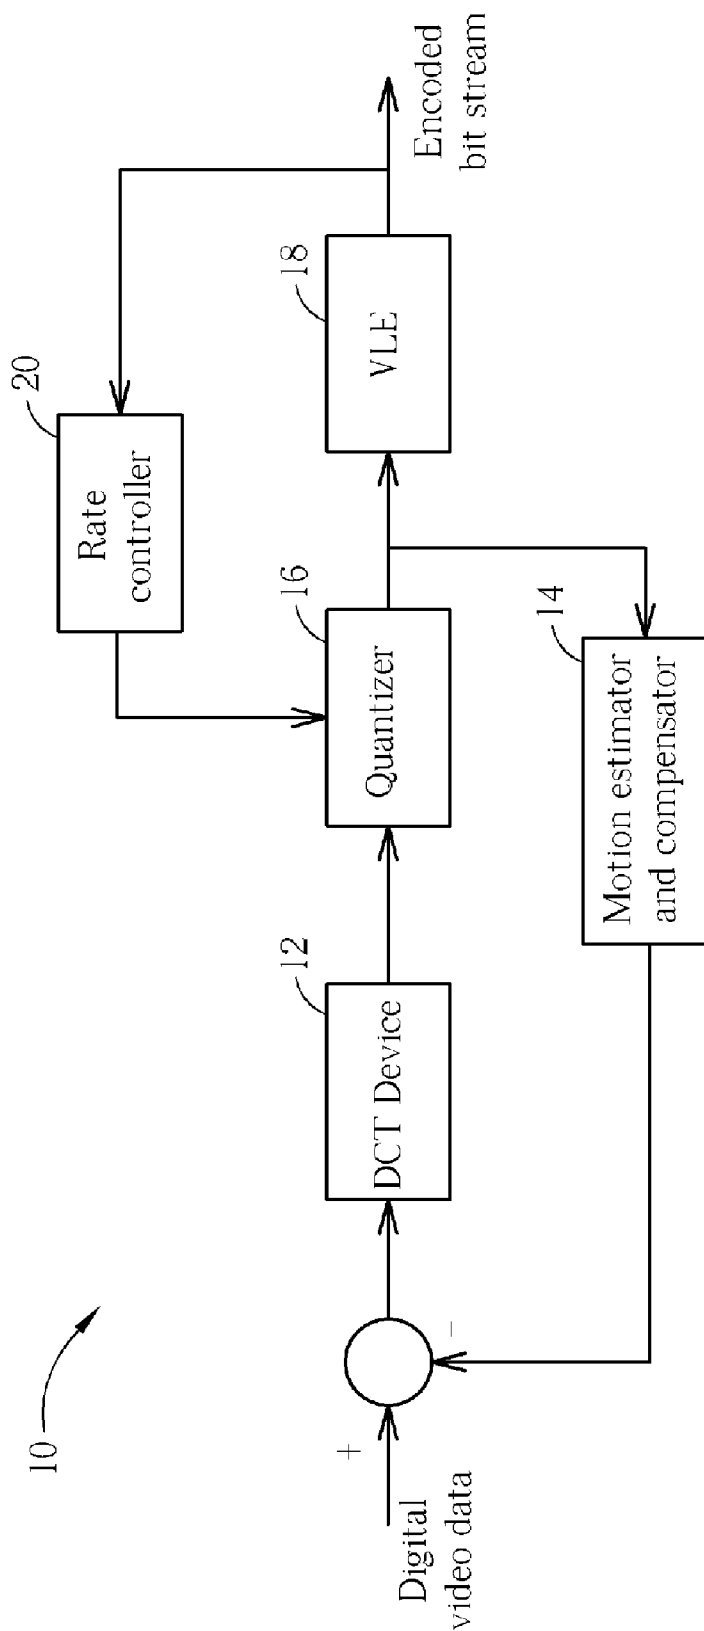 10
Digital
video data
+
-
12
DCT Device
16
Quantizer
20
Rate
controller
18
VLE
Encoded
bit stream
14
Motion estimator
and compensator